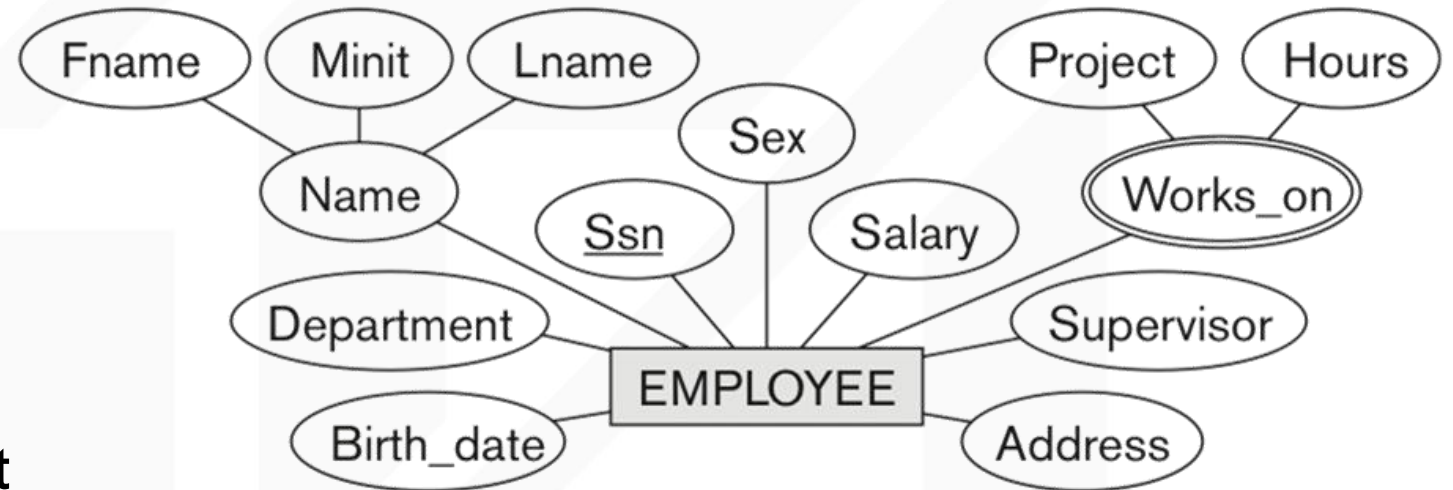 Fname Minit Lname Project Hours
Sex
Name Works_on
Ssn Salary
Department Supervisor
EMPLOYEE
Birth_date Address
t